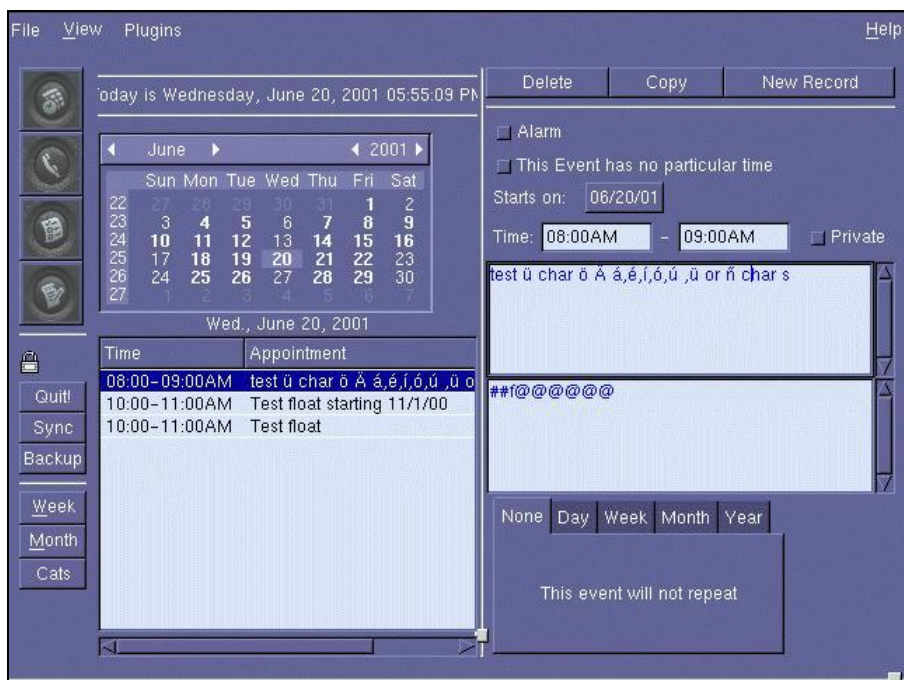 File View Plugins Help
oday is Wednesday, June 20, 2001 05:55:09 PM
June 2001
Sun Mon Tue Wed Thu Fri Sat
22 27 28 29 30 31 1 2
23 3 4 5 6 7 8 9
24 10 11 12 13 14 15 16
25 17 18 19 20 21 22 23
26 24 25 26 27 28 29 30
27 1 2 3 4 5 6 7
Wed., June 20, 2001
Time Appointment
08:00-09:00AM test ü char ö Ä á,é,í,ó,ú ,ü o
10:00-11:00AM Test float starting 11/1/00
10:00-11:00AM Test float
Quit!
Sync
Backup
Week
Month
Cats
Delete Copy New Record
Alarm
This Event has no particular time
Starts on: 06/20/01
Time: 08:00AM - 09:00AM Private
test ü char ö Ä á,é,í,ó,ú ,ü or ñ char s
##f@@@@@@
None Day Week Month Year
This event will not repeat